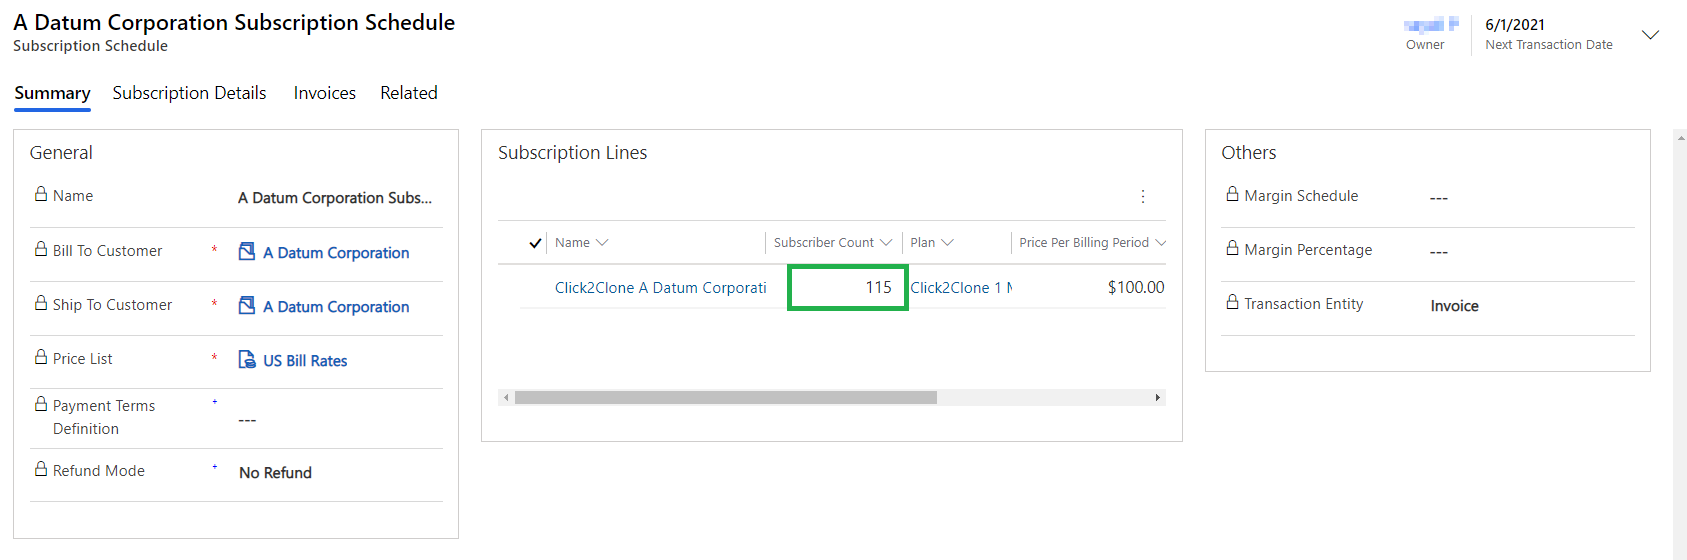 A Datum Corporation Subscription Schedule
Subscription Schedule
6/1/2021
Owner
Next Transaction Date
Summary Subscription Details Invoices Related
General
Name
A Datum Corporation Subs...
Bill To Customer * A Datum Corporation
Ship To Customer * A Datum Corporation
Price List * US Bill Rates
Payment Terms Definition + ---
Refund Mode + No Refund
Subscription Lines
Name Subscriber Count Plan Price Per Billing Period
Click2Clone A Datum Corporati 115 Click2Clone 1 $100.00
Others
Margin Schedule ---
Margin Percentage ---
Transaction Entity Invoice